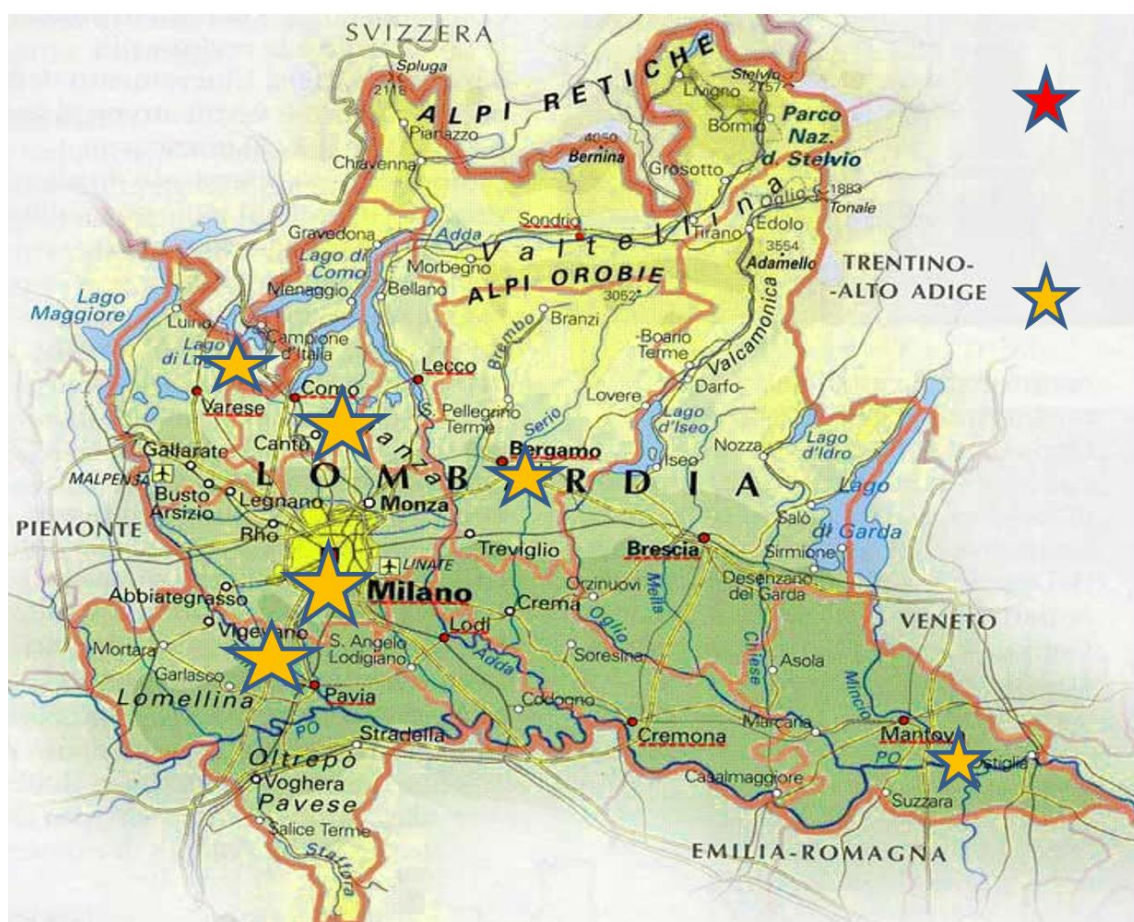 SVIZZERA
Spluga
2118
ALPI RETICHE
Livigno
Stelvio
2757
Pianazzo
Bormio
Parco
Naz.
d. Stelvio
Chiavenna
4050
Bernina
Grosotto
Oglio
1883
Tonale
Sondrio
Valtellina
Tirano
Edolo
Gravedona
Adda
Lago di
Como
Morbegno
3554
Adamello
ALPI OROBIE
3052
TRENTINO-
-ALTO ADIGE
Lago
Maggiore
Menaggio
Bellano
Luino
Branzi
Brembo
Valcamonica
Campione
d'Italia
Lago
-Boario
Terme
Lecco
Como
Varese
Darfo-
Lovere
S. Pellegrino
Terme
Serio
Lago
d'Iseo
Cantù
Nozza
Lago
d'Idro
Gallarate
Bergamo
Iseo
MALPENSA
LOMB RDIA
Busto
Arsizio
Legnano
Monza
Lago
di Garda
Salò
PIEMONTE
Rho
Treviglio
Brescia
Sirmione
LINATE
Milano
Orzinuovi
Mella
Desenzano
del Garda
Abbiategrasso
Crema
VENETO
Vigevano
Lodi
Oglio
Mortara
S. Angelo
Lodigiano
Adda
Soresina
Chiese
Asola
Mincio
Garlasco
Lomellina
Pavia
Codogno
PO
Stradella
Cremona
Marcaria
Mantova
Oltrepò
Pavese
PO
Voghera
Casalmaggiore
Suzzara
Salice Terme
Staffora
EMILIA-ROMAGNA